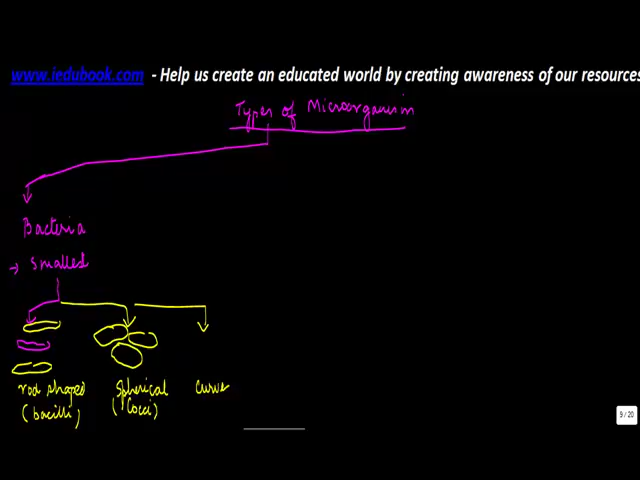 www.iedubook.com - Help us create an educated world by creating awareness of our resources
Types of Microorganism
Bacteria
→ Smallest
rod shaped spherical curve
(bacilli) (Cocci)
9 / 20